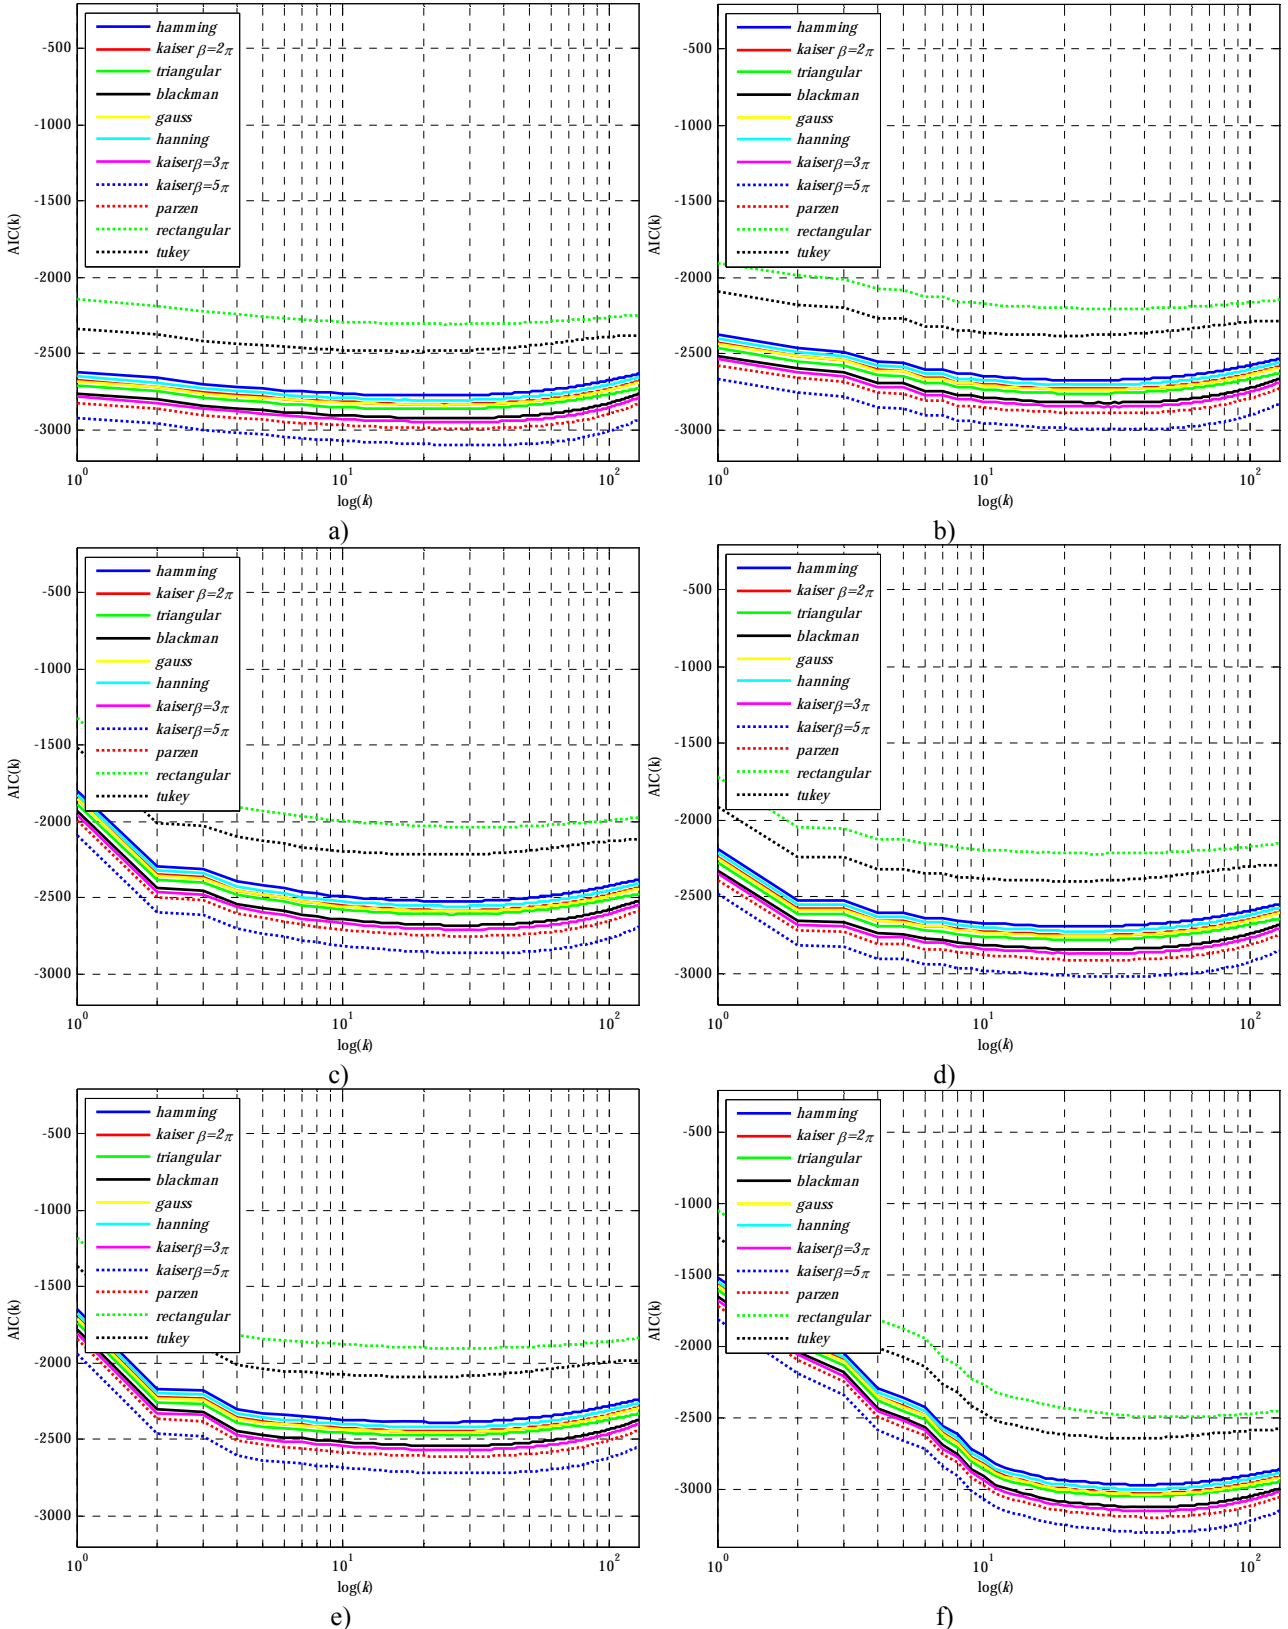 hamming
kaiser β=2π
triangular
blackman
gauss
hanning
kaiserβ=3π
kaiserβ=5π
parzen
rectangular
tukey
-500
-1000
-1500
-2000
-2500
-3000
AIC(k)
10^0
10^1
10^2
log(k)
a)
hamming
kaiser β=2π
triangular
blackman
gauss
hanning
kaiserβ=3π
kaiserβ=5π
parzen
rectangular
tukey
-500
-1000
-1500
-2000
-2500
-3000
AIC(k)
10^0
10^1
10^2
log(k)
b)
hamming
kaiser β=2π
triangular
blackman
gauss
hanning
kaiserβ=3π
kaiserβ=5π
parzen
rectangular
tukey
-500
-1000
-1500
-2000
-2500
-3000
AIC(k)
10^0
10^1
10^2
log(k)
c)
hamming
kaiser β=2π
triangular
blackman
gauss
hanning
kaiserβ=3π
kaiserβ=5π
parzen
rectangular
tukey
-500
-1000
-1500
-2000
-2500
-3000
AIC(k)
10^0
10^1
10^2
log(k)
d)
hamming
kaiser β=2π
triangular
blackman
gauss
hanning
kaiserβ=3π
kaiserβ=5π
parzen
rectangular
tukey
-500
-1000
-1500
-2000
-2500
-3000
AIC(k)
10^0
10^1
10^2
log(k)
e)
hamming
kaiser β=2π
triangular
blackman
gauss
hanning
kaiserβ=3π
kaiserβ=5π
parzen
rectangular
tukey
-500
-1000
-1500
-2000
-2500
-3000
AIC(k)
10^0
10^1
10^2
log(k)
f)